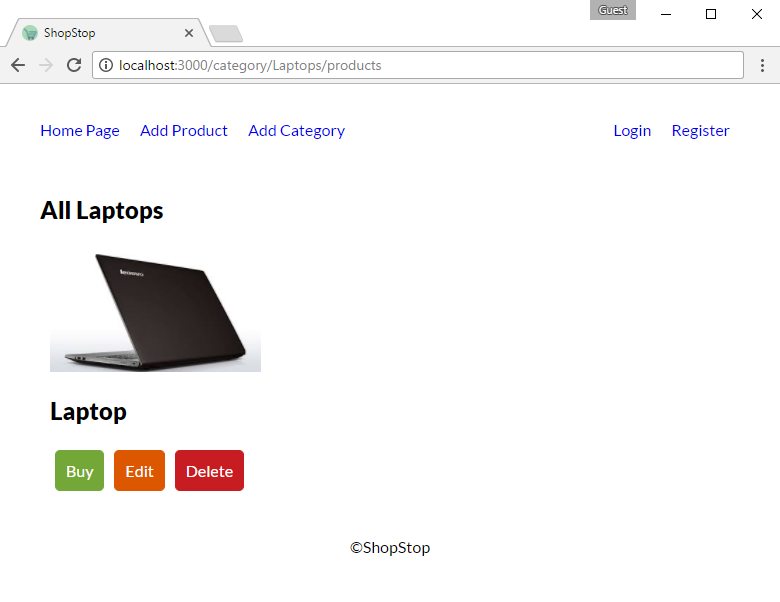 Guest
ShopStop
localhost:3000/category/Laptops/products
Home Page Add Product Add Category Login Register
All Laptops
lenovo
Laptop
Buy Edit Delete
©ShopStop